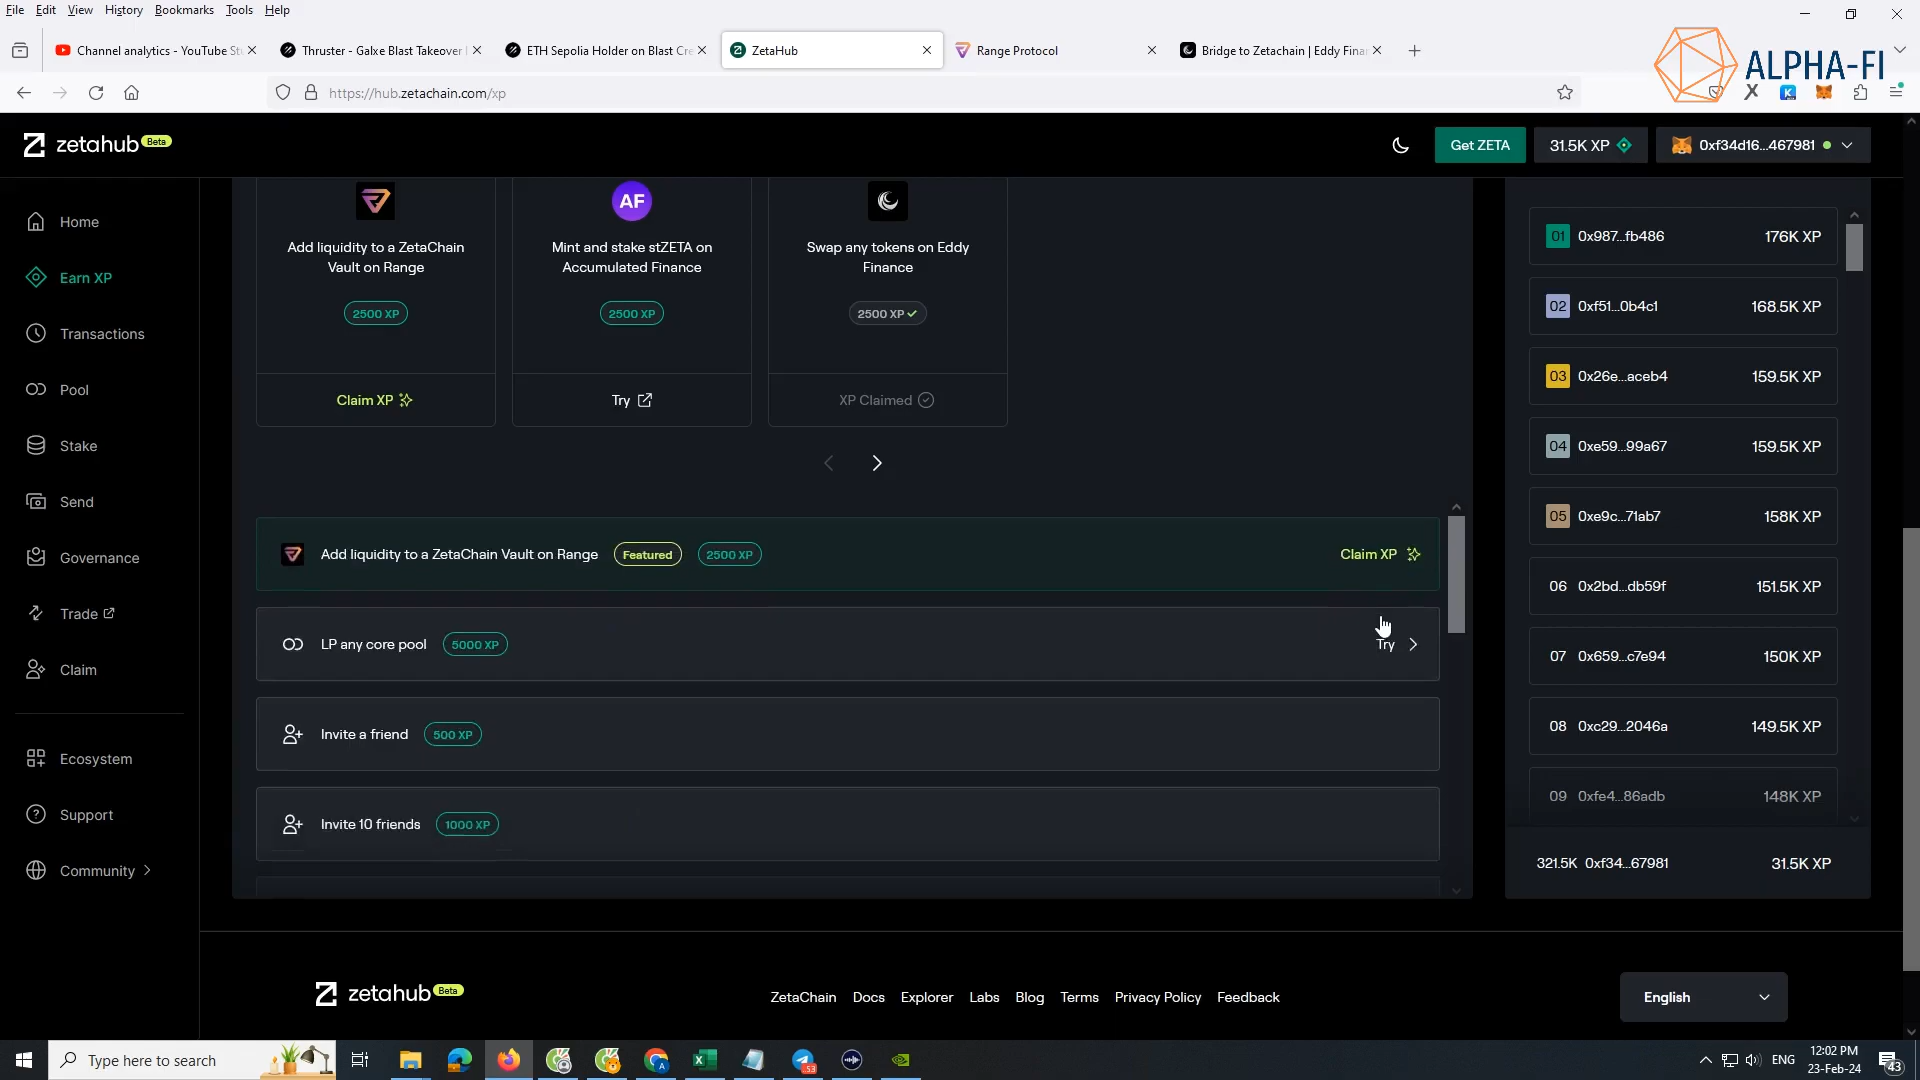 File Edit View History Bookmarks Tools Help
Channel analytics - YouTube St
Thruster - Galxe Blast Takeover
ETH Sepolia Holder on Blast Cre
ZetaHub
Range Protocol
Bridge to Zetachain | Eddy Fina
ALPHA-FI
https://hub.zetachain.com/xp
zetahub Beta
Get ZETA
31.5K XP
0xf34d16...467981
Home
Earn XP
Transactions
Pool
Stake
Send
Governance
Trade
Claim
Ecosystem
Support
Community
Add liquidity to a ZetaChain
Vault on Range
2500 XP
Claim XP
AF
Mint and stake stZETA on
Accumulated Finance
2500 XP
Try
Swap any tokens on Eddy
Finance
2500 XP
XP Claimed
Add liquidity to a ZetaChain Vault on Range Featured 2500 XP Claim XP
LP any core pool 5000 XP Try
Invite a friend 500 XP
Invite 10 friends 1000 XP
01 0x987...fb486 176K XP
02 0xf51...0b4c1 168.5K XP
03 0x26e...aceb4 159.5K XP
04 0xe59...99a67 159.5K XP
05 0xe9c...71ab7 158K XP
06 0x2bd...db59f 151.5K XP
07 0x659...c7e94 150K XP
08 0xc29...2046a 149.5K XP
09 0xfe4...86adb 148K XP
321.5K 0xf34...67981 31.5K XP
zetahub Beta
ZetaChain Docs Explorer Labs Blog Terms Privacy Policy Feedback
English
Type here to search
53
ENG
12:02 PM
23-Feb-24
43